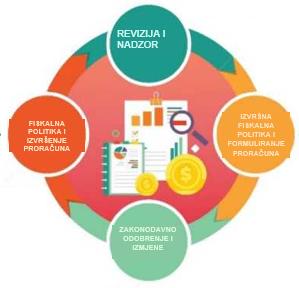 REVIZIJA I
NADZOR
IZVRŠNA
FISKALNA
POLITIKA I
FORMULIRANJE
PRORAČUNA
ZAKONODAVNO
ODOBRENJE I
IZMJENE
FISKALNA
POLITIKA I
IZVRŠENJE
PRORAČUNA